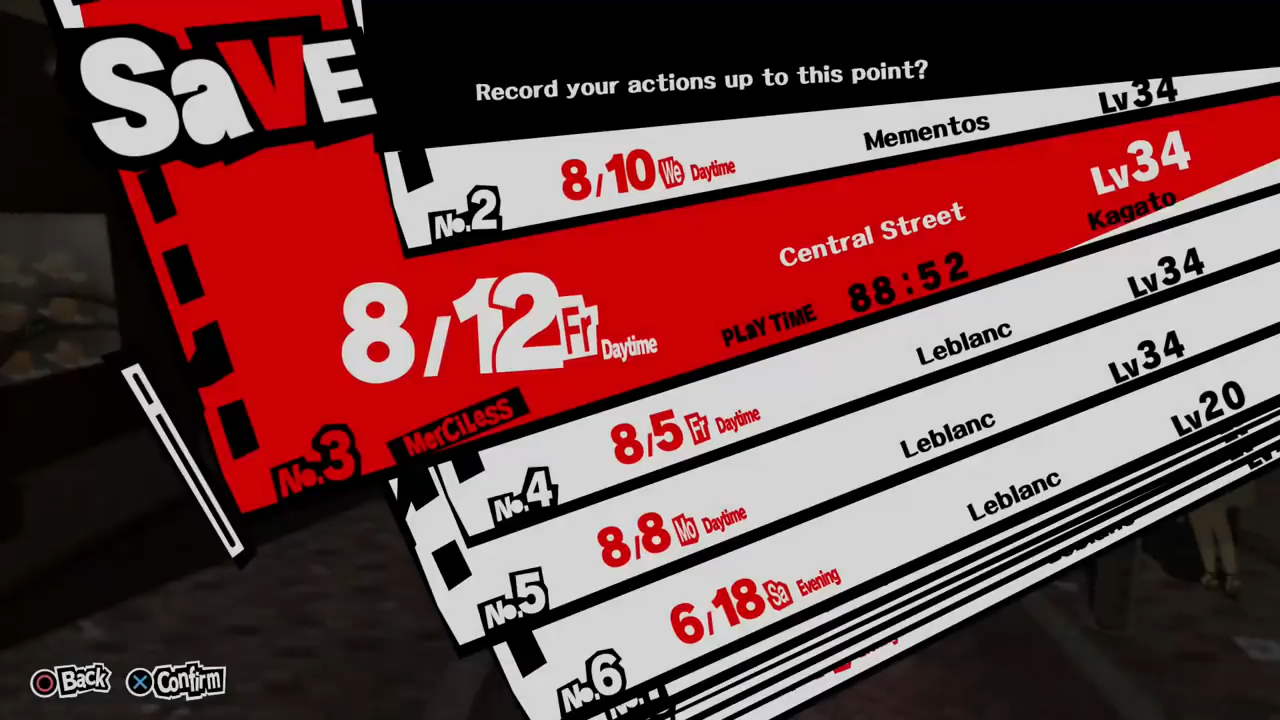 SaVE
Record your actions up to this point?
No.2 8/10 We Daytime Mementos Lv34
No.3 8/12 Fr Daytime Central Street Lv34
MerCiLess PLaY TiME 88:52 Kagato
No.4 8/5 Fr Daytime Leblanc Lv34
No.5 8/8 Mo Daytime Leblanc Lv34
No.6 6/18 Sa Evening Leblanc Lv20
Back Confirm